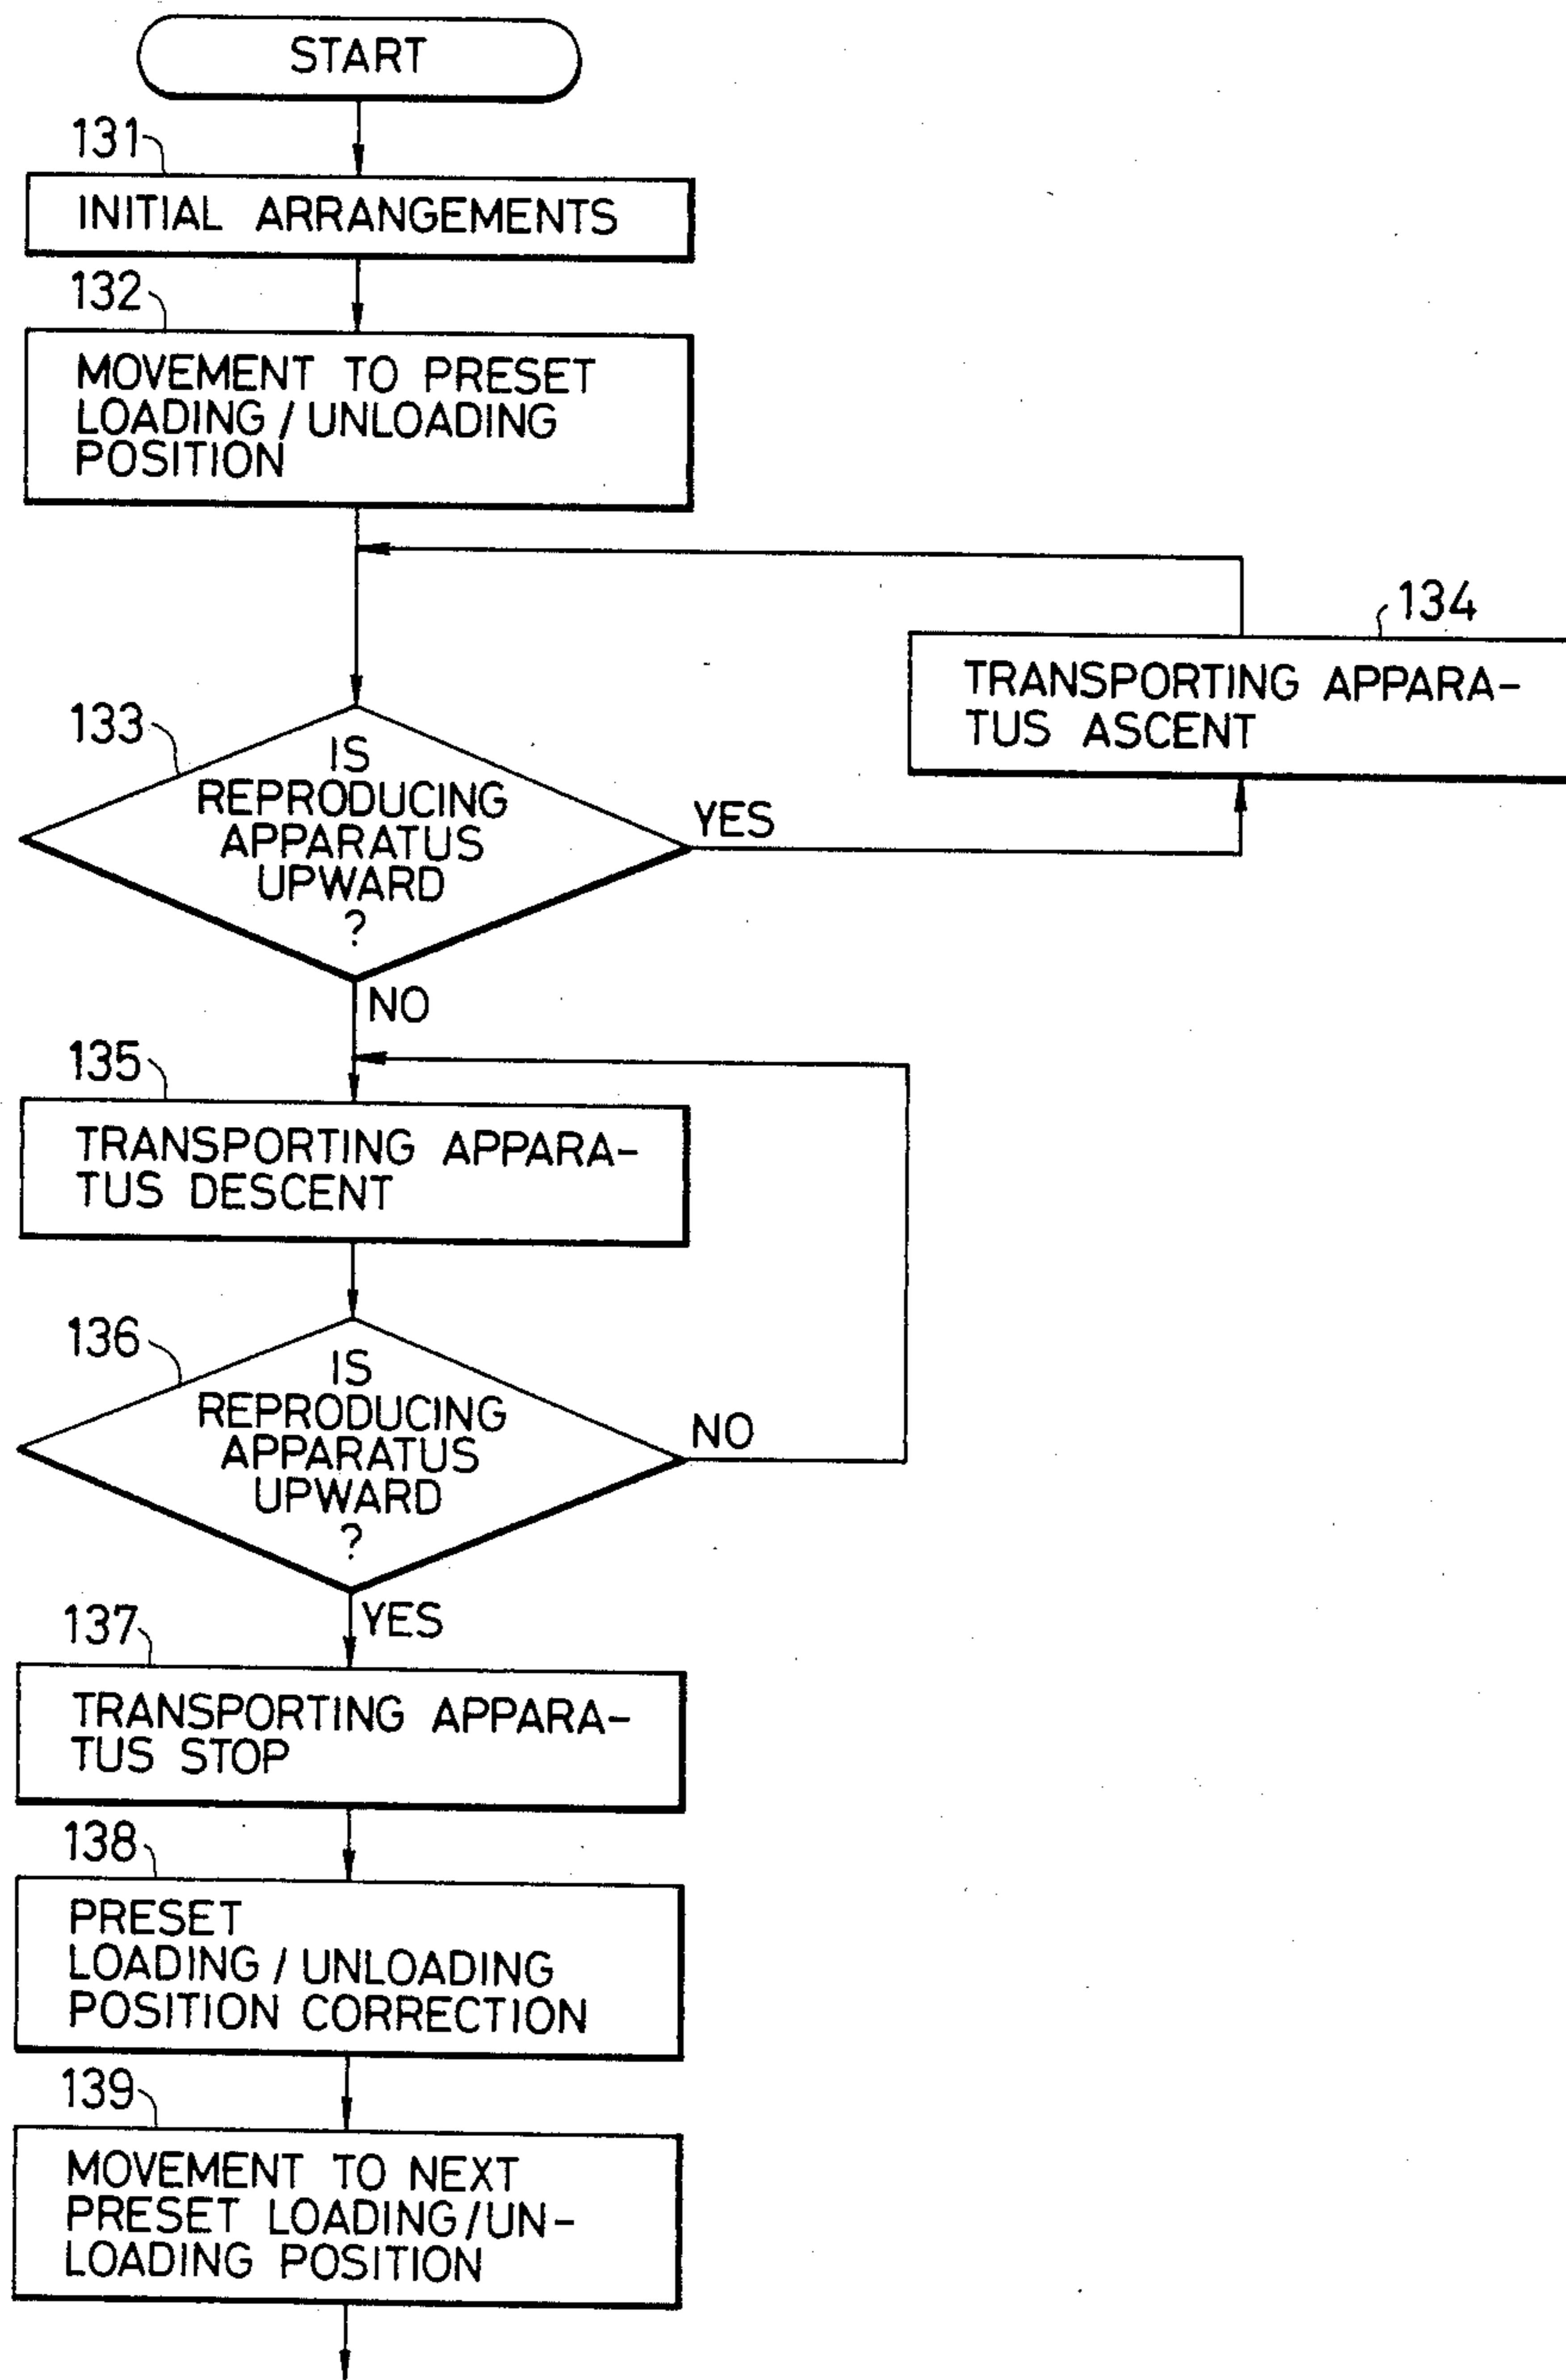 START
131
INITIAL ARRANGEMENTS
132
MOVEMENT TO PRESET
LOADING / UNLOADING
POSITION
134
TRANSPORTING APPARA-
TUS ASCENT
133
IS
REPRODUCING
APPARATUS
UPWARD
?
YES
NO
135
TRANSPORTING APPARA-
TUS DESCENT
136
IS
REPRODUCING
APPARATUS
UPWARD
?
NO
YES
137
TRANSPORTING APPARA-
TUS STOP
138
PRESET
LOADING / UNLOADING
POSITION CORRECTION
139
MOVEMENT TO NEXT
PRESET LOADING/UN-
LOADING POSITION